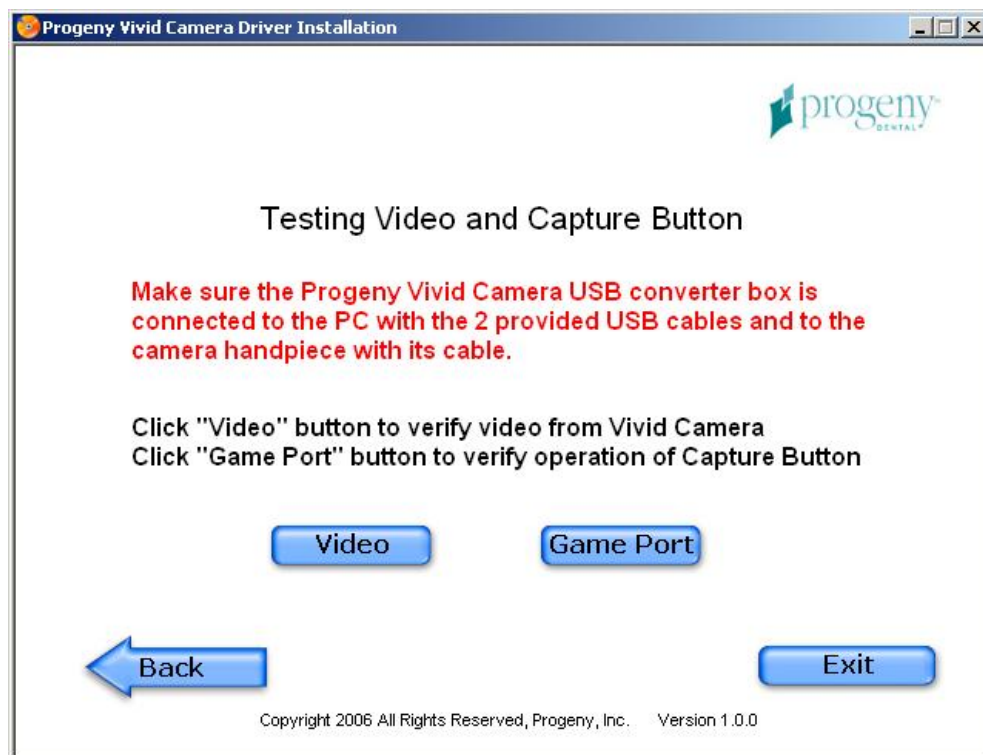 Progeny Vivid Camera Driver Installation
progeny
DENTAL
Testing Video and Capture Button
Make sure the Progeny Vivid Camera USB converter box is
connected to the PC with the 2 provided USB cables and to the
camera handpiece with its cable.
Click "Video" button to verify video from Vivid Camera
Click "Game Port" button to verify operation of Capture Button
Video
Game Port
Back
Exit
Copyright 2006 All Rights Reserved, Progeny, Inc. Version 1.0.0